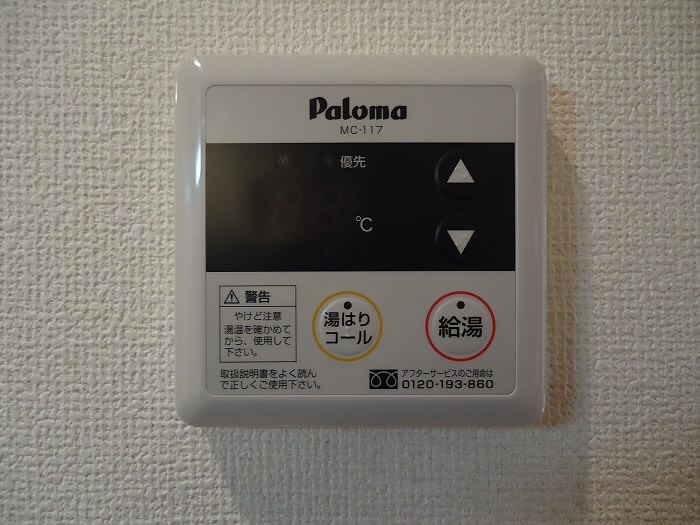 Paloma
MC-117
優先
℃
警告
やけど注意
湯温を確かめて
から、使用して
下さい。
湯はり
コール
給湯
取扱説明書をよく読ん
で正しくご使用下さい。
アフターサービスのご用命は
0120-193-860